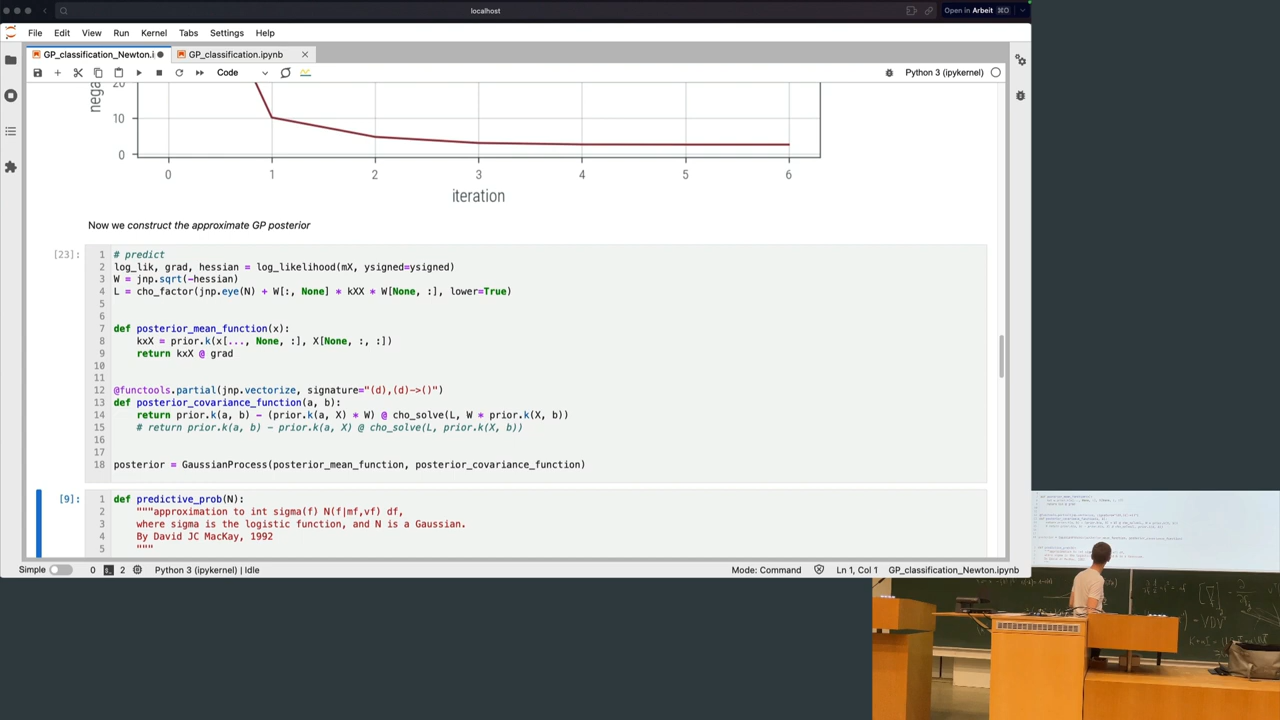 localhost
Open in Arbeit ⌘O
File Edit View Run Kernel Tabs Settings Help
GP_classification_Newton.i
GP_classification.ipynb
Code
Python 3 (ipykernel)
20
10
0
0 1 2 3 4 5 6
iteration
Now we construct the approximate GP posterior
[23]:
1 # predict
2 log_lik, grad, hessian = log_likelihood(mX, ysigned=ysigned)
3 W = jnp.sqrt(-hessian)
4 L = cho_factor(jnp.eye(N) + W[:, None] * kXX * W[None, :], lower=True)
5
6
7 def posterior_mean_function(x):
8     kxX = prior.k(x[..., None, :], X[None, :, :])
9     return kxX @ grad
10
11
12 @functools.partial(jnp.vectorize, signature="(d),(d)->()")
13 def posterior_covariance_function(a, b):
14     return prior.k(a, b) - (prior.k(a, X) * W) @ cho_solve(L, W * prior.k(X, b))
15     # return prior.k(a, b) - prior.k(a, X) @ cho_solve(L, prior.k(X, b))
16
17
18 posterior = GaussianProcess(posterior_mean_function, posterior_covariance_function)
[9]:
1 def predictive_prob(N):
2     """approximation to int sigma(f) N(f|mf,vf) df,
3     where sigma is the logistic function, and N is a Gaussian.
4     By David JC MacKay, 1992
5     """
Simple 0 2 Python 3 (ipykernel) | Idle
Mode: Command Ln 1, Col 1 GP_classification_Newton.ipynb